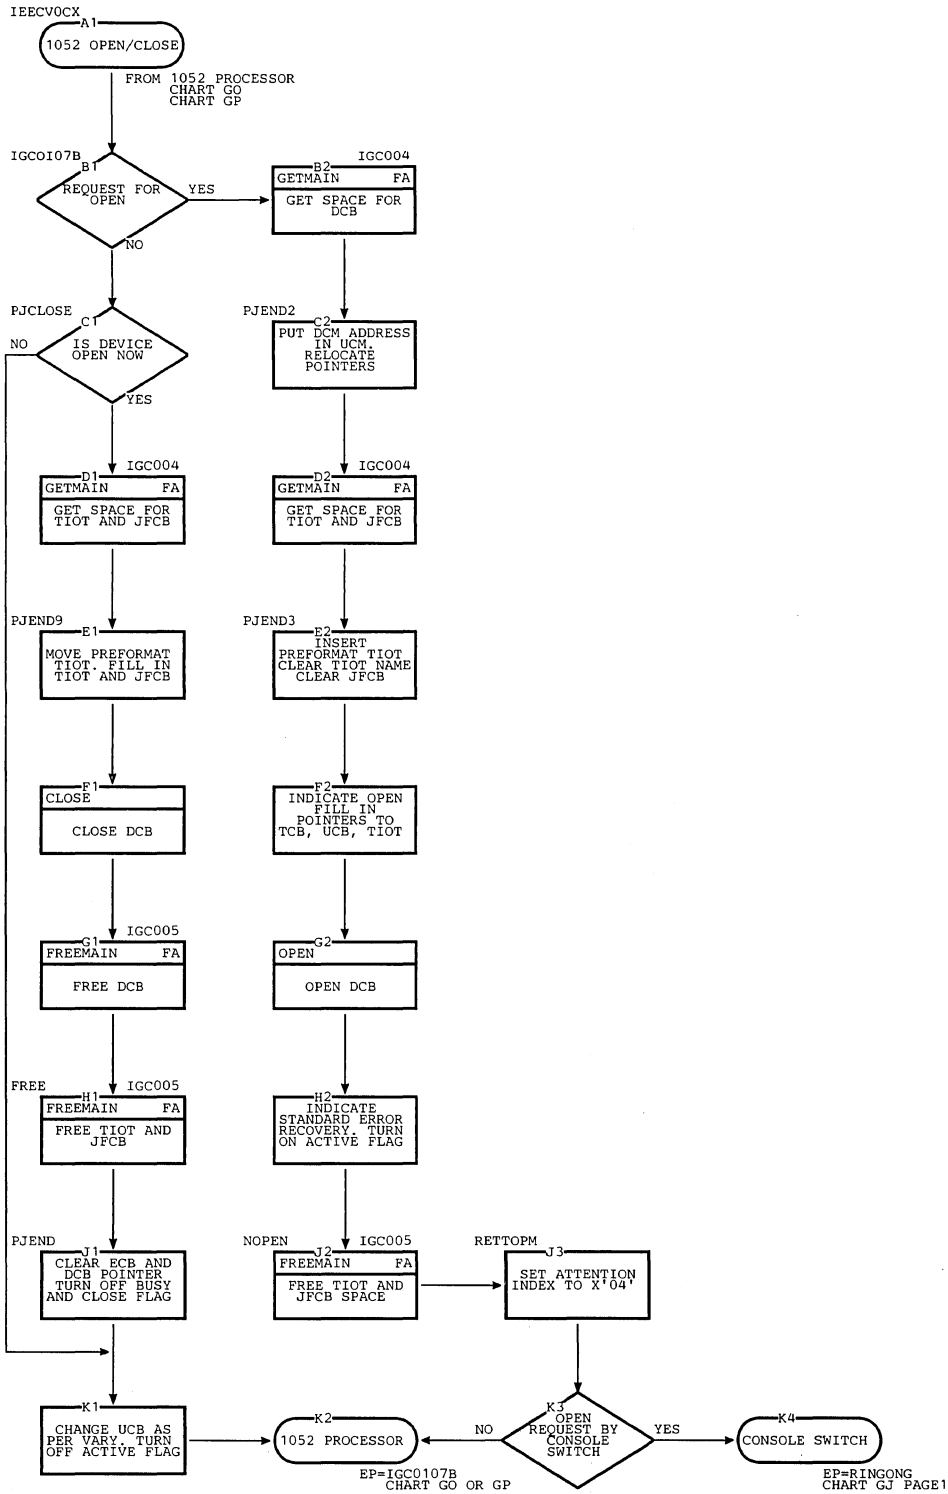 IEECV0CX
A1
1052 OPEN/CLOSE
FROM 1052 PROCESSOR
CHART GO
CHART GP
IGC0I07B
B1
REQUEST FOR
OPEN
YES
NO
IGC004
B2
GETMAIN FA
GET SPACE FOR
DCB
PJCLOSE
C1
IS DEVICE
OPEN NOW
NO
YES
PJEND2
C2
PUT DCM ADDRESS
IN UCM.
RELOCATE
POINTERS
IGC004
D1
GETMAIN FA
GET SPACE FOR
TIOT AND JFCB
IGC004
D2
GETMAIN FA
GET SPACE FOR
TIOT AND JFCB
PJEND9
E1
MOVE PREFORMAT
TIOT. FILL IN
TIOT AND JFCB
PJEND3
E2
INSERT
PREFORMAT TIOT
CLEAR TIOT NAME
CLEAR JFCB
F1
CLOSE
CLOSE DCB
F2
INDICATE OPEN
FILL IN
POINTERS TO
TCB, UCB, TIOT
IGC005
G1
FREEMAIN FA
FREE DCB
G2
OPEN
OPEN DCB
FREE
IGC005
H1
FREEMAIN FA
FREE TIOT AND
JFCB
H2
INDICATE
STANDARD ERROR
RECOVERY. TURN
ON ACTIVE FLAG
PJEND
J1
CLEAR ECB AND
DCB POINTER
TURN OFF BUSY
AND CLOSE FLAG
NOPEN
IGC005
J2
FREEMAIN FA
FREE TIOT AND
JFCB SPACE
RETTOPM
J3
SET ATTENTION
INDEX TO X'04'
K1
CHANGE UCB AS
PER VARY. TURN
OFF ACTIVE FLAG
K2
1052 PROCESSOR
EP=IGC0107B
CHART GO OR GP
K3
OPEN
REQUEST BY
CONSOLE
SWITCH
NO
YES
K4
CONSOLE SWITCH
EP=RINGONG
CHART GJ PAGE1